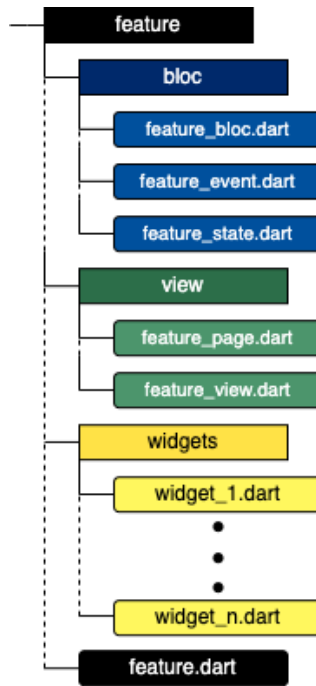 feature
bloc
feature_bloc.dart
feature_event.dart
feature_state.dart
view
feature_page.dart
feature_view.dart
widgets
widget_1.dart
widget_n.dart
feature.dart